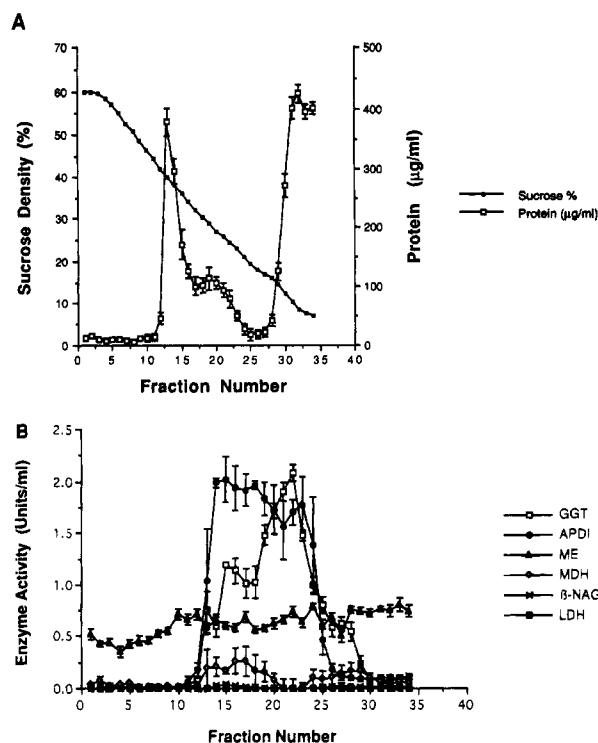 A
Sucrose Density (%)
70
60
50
40
30
20
10
0
0 5 10 15 20 25 30 35 40
Fraction Number
500
400
300
200
100
0
Protein (µg/ml)
Sucrose %
Protein (µg/ml)
B
Enzyme Activity (Units/ml)
2.5
2.0
1.5
1.0
0.5
0.0
0 5 10 15 20 25 30 35 40
Fraction Number
GGT
APDI
ME
MDH
ß-NAG
LDH